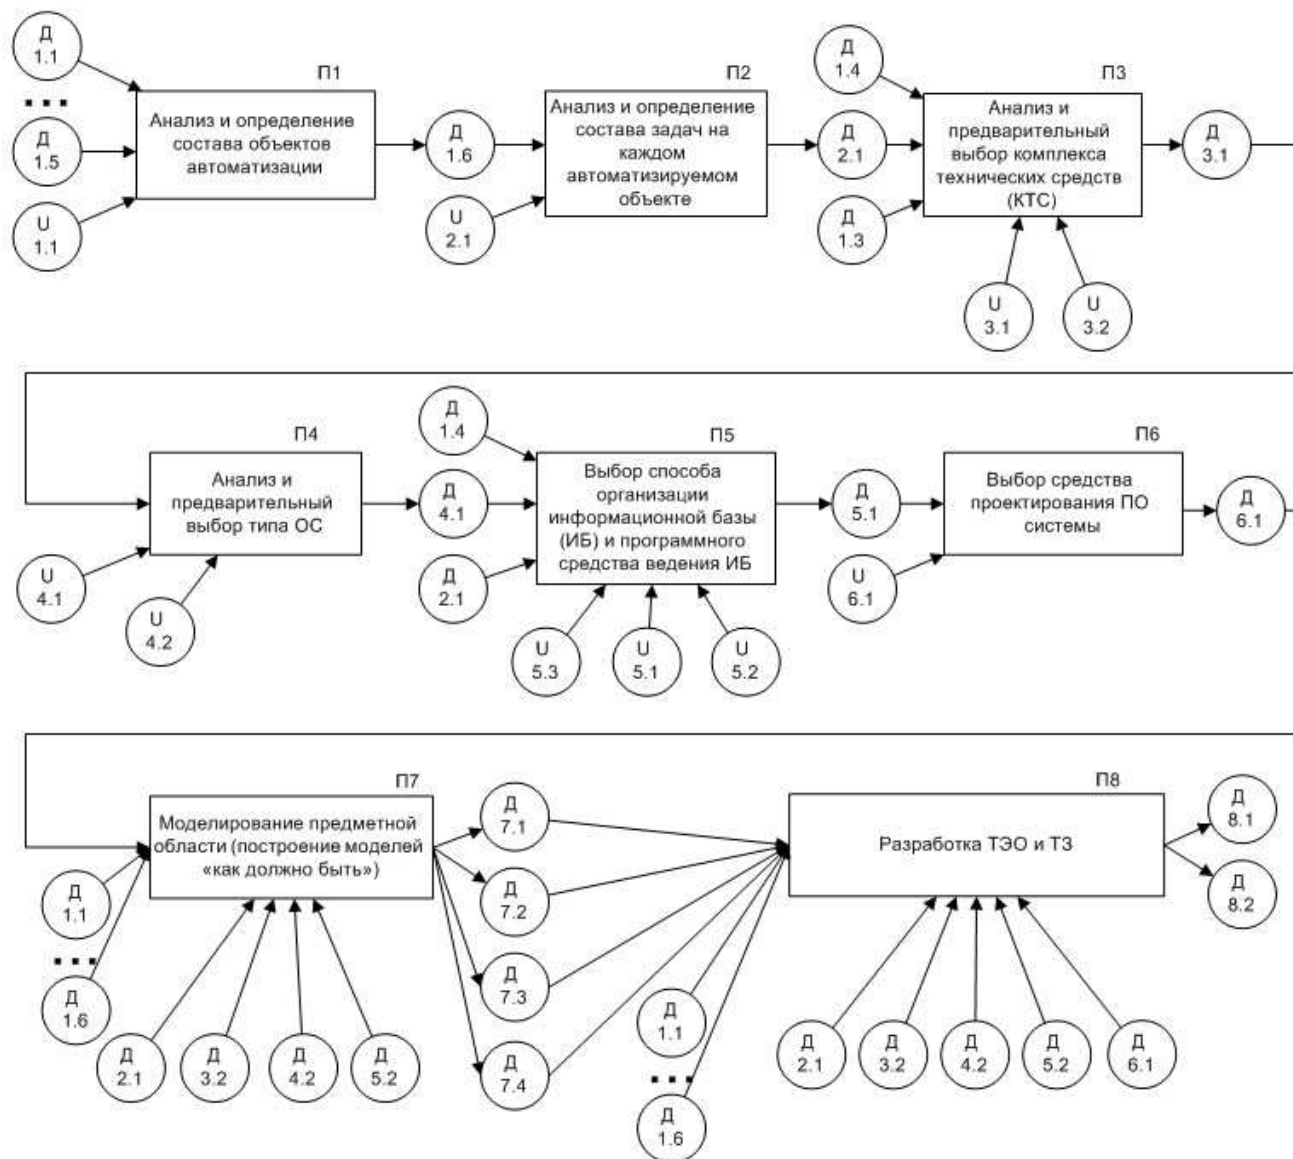 Д
1.1
Д
1.5
U
1.1
П1
Анализ и определение
состава объектов
автоматизации
Д
1.6
U
2.1
П2
Анализ и определение
состава задач на
каждом
автоматизируемом
объекте
Д
1.4
Д
2.1
Д
1.3
П3
Анализ и
предварительный
выбор комплекса
технических средств
(КТС)
Д
3.1
U
3.1
U
3.2
П4
Анализ и
предварительный
выбор типа ОС
U
4.1
U
4.2
Д
1.4
Д
4.1
Д
2.1
П5
Выбор способа
организации
информационной базы
(ИБ) и программного
средства ведения ИБ
U
5.3
U
5.1
U
5.2
Д
5.1
U
6.1
П6
Выбор средства
проектирования ПО
системы
Д
6.1
П7
Моделирование предметной
области (построение моделей
«как должно быть»)
Д
1.1
Д
1.6
Д
2.1
Д
3.2
Д
4.2
Д
5.2
Д
7.1
Д
7.2
Д
7.3
Д
7.4
Д
1.1
Д
1.6
П8
Разработка ТЭО и ТЗ
Д
2.1
Д
3.2
Д
4.2
Д
5.2
Д
6.1
Д
8.1
Д
8.2